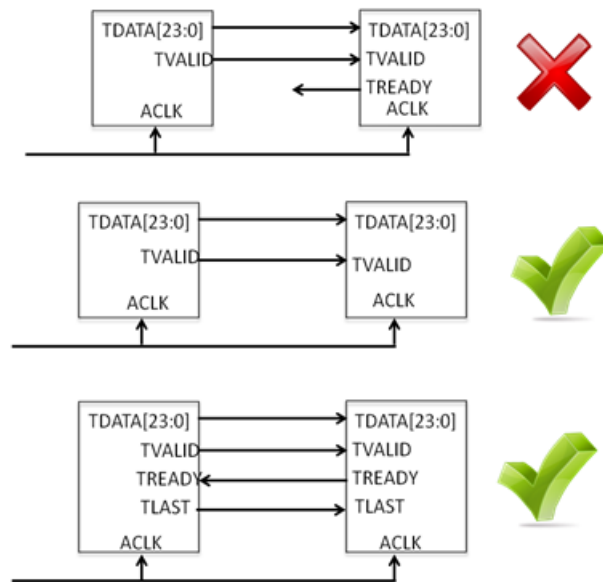 TDATA[23:0] TDATA[23:0]
TVALID TVALID
TREADY
ACLK ACLK
TDATA[23:0] TDATA[23:0]
TVALID TVALID
ACLK ACLK
TDATA[23:0] TDATA[23:0]
TVALID TVALID
TREADY TREADY
TLAST TLAST
ACLK ACLK